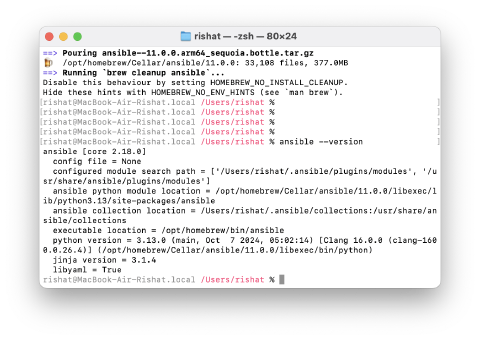 rishat — -zsh — 80×24
==> Pouring ansible--11.0.0.arm64_sequoia.bottle.tar.gz
🍺  /opt/homebrew/Cellar/ansible/11.0.0: 33,108 files, 377.0MB
==> Running `brew cleanup ansible`...
Disable this behaviour by setting HOMEBREW_NO_INSTALL_CLEANUP.
Hide these hints with HOMEBREW_NO_ENV_HINTS (see `man brew`).
[rishat@MacBook-Air-Rishat.local /Users/rishat %                              ]
[rishat@MacBook-Air-Rishat.local /Users/rishat %                              ]
[rishat@MacBook-Air-Rishat.local /Users/rishat %                              ]
[rishat@MacBook-Air-Rishat.local /Users/rishat %                              ]
[rishat@MacBook-Air-Rishat.local /Users/rishat % ansible --version            ]
ansible [core 2.18.0]
  config file = None
  configured module search path = ['/Users/rishat/.ansible/plugins/modules', '/u
sr/share/ansible/plugins/modules']
  ansible python module location = /opt/homebrew/Cellar/ansible/11.0.0/libexec/l
ib/python3.13/site-packages/ansible
  ansible collection location = /Users/rishat/.ansible/collections:/usr/share/an
sible/collections
  executable location = /opt/homebrew/bin/ansible
  python version = 3.13.0 (main, Oct  7 2024, 05:02:14) [Clang 16.0.0 (clang-160
0.0.26.4)] (/opt/homebrew/Cellar/ansible/11.0.0/libexec/bin/python)
  jinja version = 3.1.4
  libyaml = True
rishat@MacBook-Air-Rishat.local /Users/rishat %